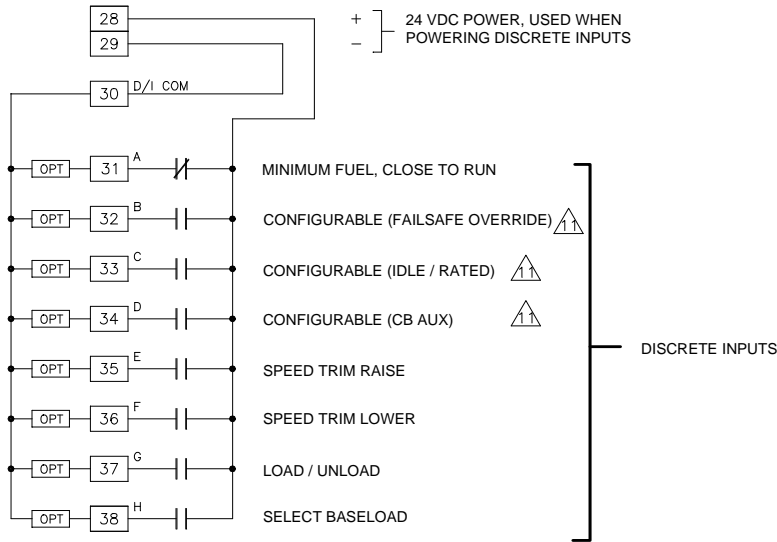 28
+ 24 VDC POWER, USED WHEN
29
− POWERING DISCRETE INPUTS
30 D/I COM
OPT 31 A MINIMUM FUEL, CLOSE TO RUN
OPT 32 B CONFIGURABLE (FAILSAFE OVERRIDE) 11
OPT 33 C CONFIGURABLE (IDLE / RATED) 11
OPT 34 D CONFIGURABLE (CB AUX) 11
DISCRETE INPUTS
OPT 35 E SPEED TRIM RAISE
OPT 36 F SPEED TRIM LOWER
OPT 37 G LOAD / UNLOAD
OPT 38 H SELECT BASELOAD